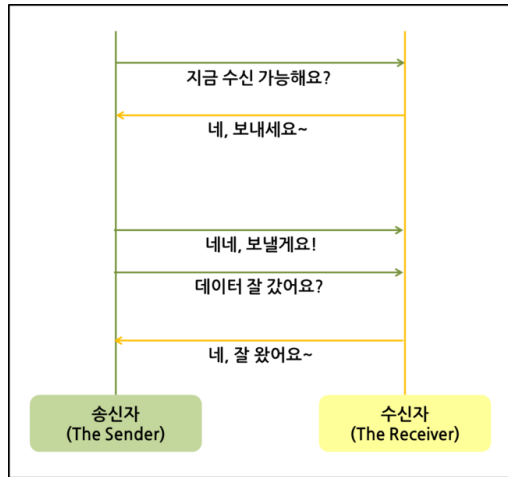 지금 수신 가능해요?
네, 보내세요~
네네, 보낼게요!
데이터 잘 갔어요?
네, 잘 왔어요~
송신자
(The Sender)
수신자
(The Receiver)